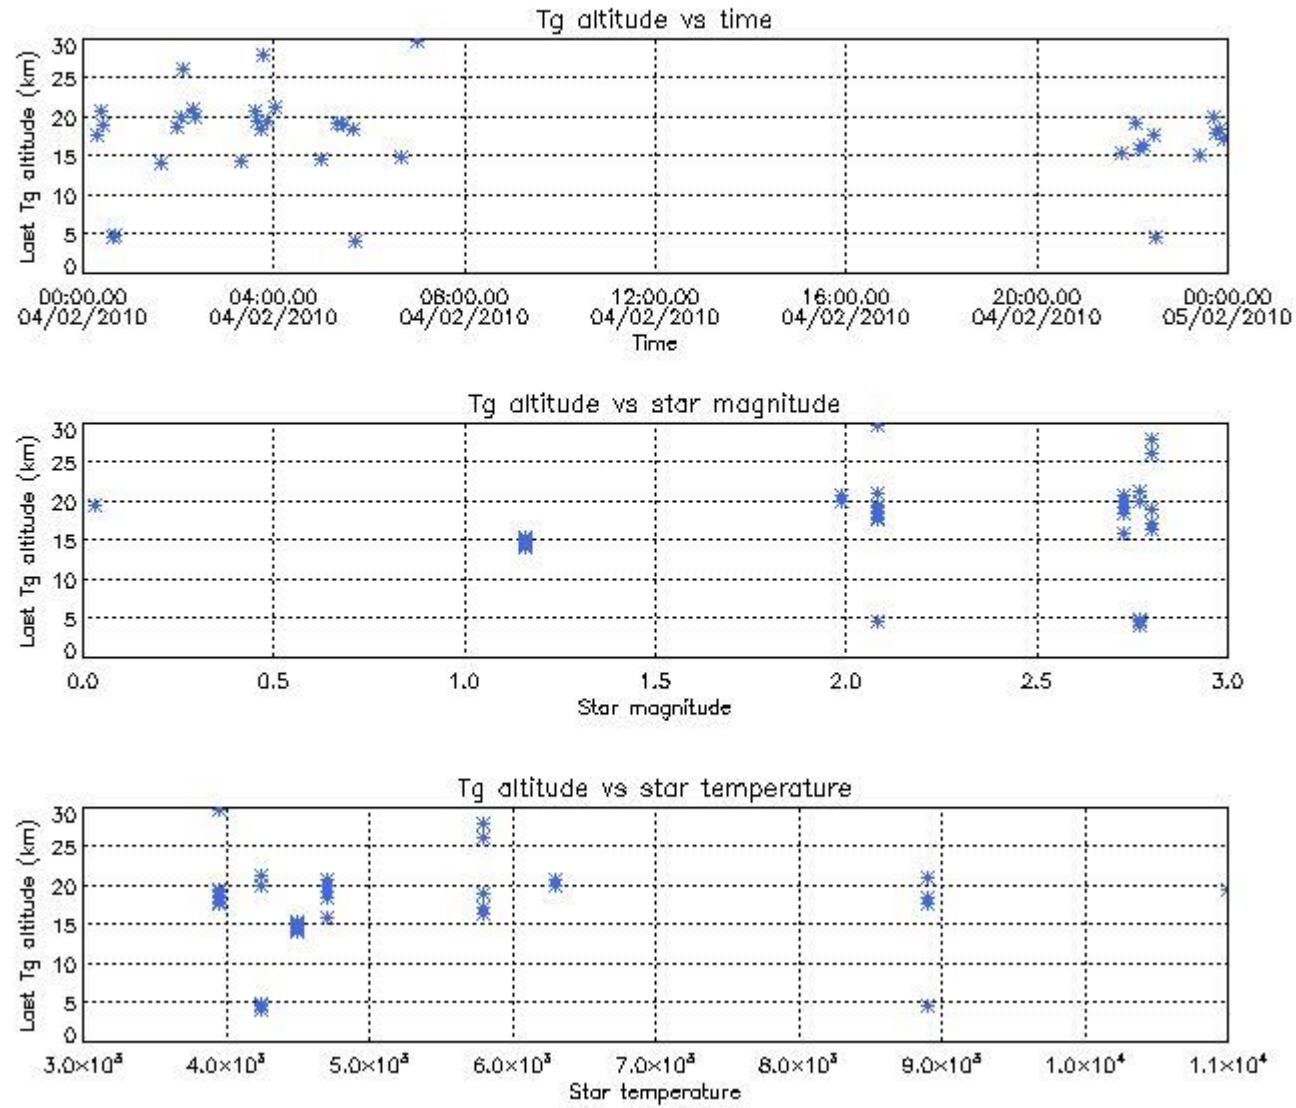 Tg altitude vs time
Last Tg altitude (km)
30
25
20
15
10
5
0
00:00.00 04:00.00 08:00.00 12:00.00 16:00.00 20:00.00 00:00.00
04/02/2010 04/02/2010 04/02/2010 04/02/2010 04/02/2010 04/02/2010 05/02/2010
Time
Tg altitude vs star magnitude
Last Tg altitude (km)
30
25
20
15
10
5
0
0.0 0.5 1.0 1.5 2.0 2.5 3.0
Star magnitude
Tg altitude vs star temperature
Last Tg altitude (km)
30
25
20
15
10
5
0
3.0×10³ 4.0×10³ 5.0×10³ 6.0×10³ 7.0×10³ 8.0×10³ 9.0×10³ 1.0×10⁴ 1.1×10⁴
Star temperature